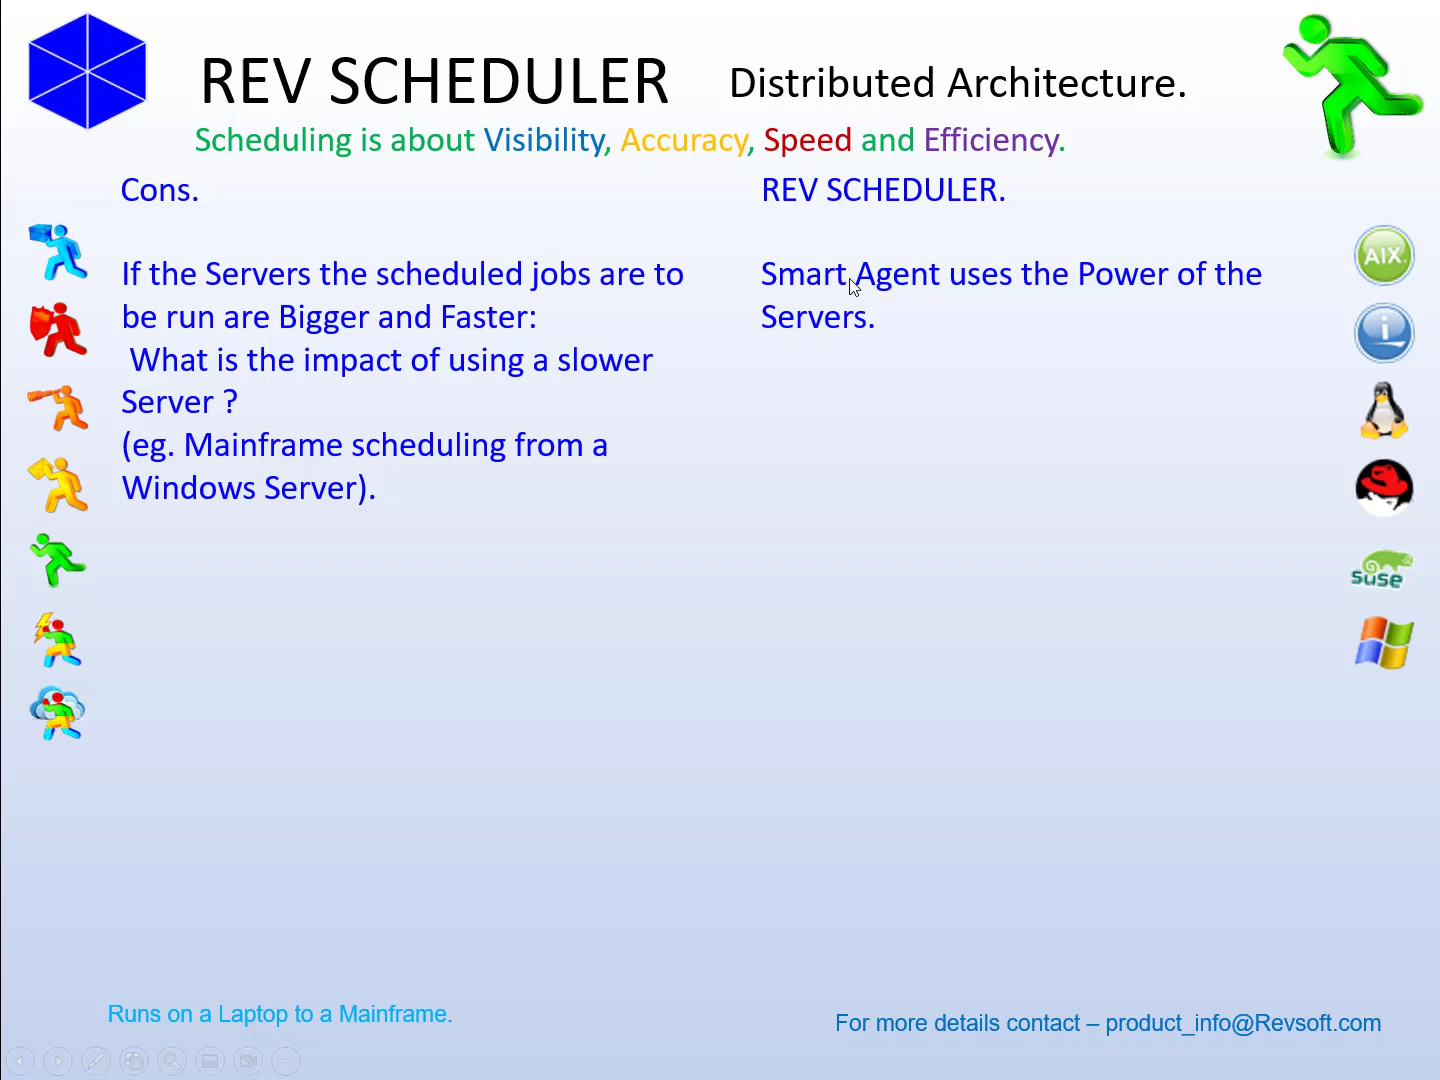 REV SCHEDULER Distributed Architecture.
Scheduling is about Visibility, Accuracy, Speed and Efficiency.
Cons.
If the Servers the scheduled jobs are to
be run are Bigger and Faster:
What is the impact of using a slower
Server ?
(eg. Mainframe scheduling from a
Windows Server).
REV SCHEDULER.
Smart Agent uses the Power of the
Servers.
AIX
i
SUSE
Runs on a Laptop to a Mainframe.
For more details contact – product_info@Revsoft.com